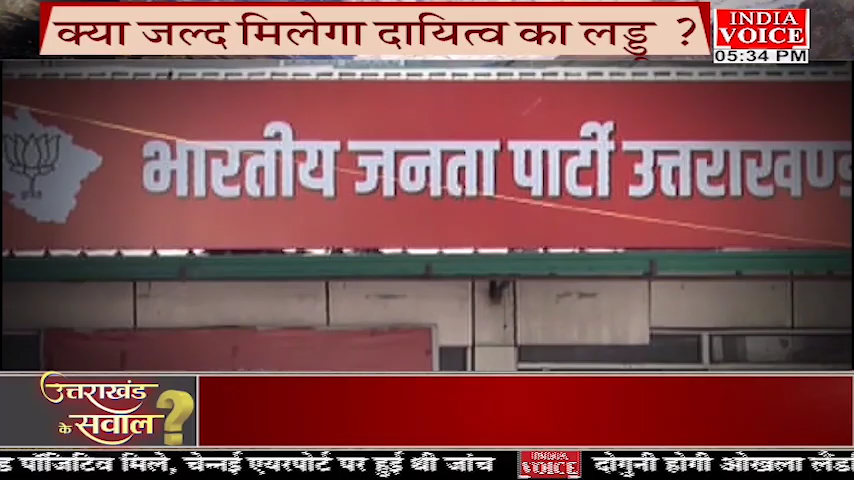 क्या जल्द मिलेगा दायित्व का लड्डू ?
INDIA
VOICE
05:34 PM
भारतीय जनता पार्टी उत्तराखण्ड
उत्तराखंड
के सवाल ?
पॉजिटिव मिले, चेन्नई एयरपोर्ट पर हुई थी जांच INDIA VOICE दोगुनी होगी ओखला लैंडी